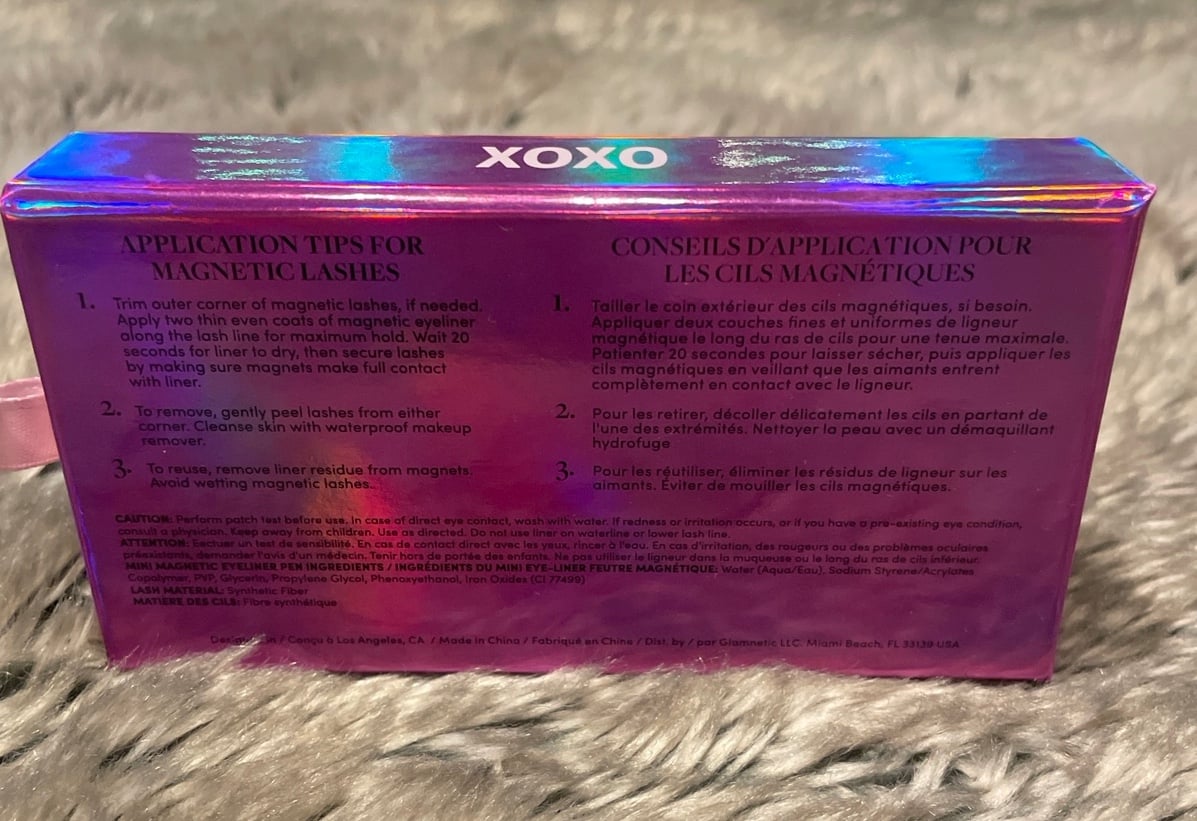 XOXO
APPLICATION TIPS FOR
MAGNETIC LASHES
1. Trim outer corner of magnetic lashes, if needed.
Apply two thin even coats of magnetic eyeliner
along the lash line for maximum hold. Wait 20
seconds for liner to dry, then secure lashes
by making sure magnets make full contact
with liner.
2. To remove, gently peel lashes from either
corner. Cleanse skin with waterproof makeup
remover.
3. To reuse, remove liner residue from magnets.
Avoid wetting magnetic lashes.
CONSEILS D'APPLICATION POUR
LES CILS MAGNÉTIQUES
1. Tailler le coin extérieur des cils magnétiques, si besoin.
Appliquer deux couches fines et uniformes de ligneur
magnétique le long du ras de cils pour une tenue maximale.
Patienter 20 secondes pour laisser sécher, puis appliquer les
cils magnétiques en veillant que les aimants entrent
complètement en contact avec le ligneur.
2. Pour les retirer, décoller délicatement les cils en partant de
l'une des extrémités. Nettoyer la peau avec un démaquillant
hydrofuge
3. Pour les réutiliser, éliminer les résidus de ligneur sur les
aimants. Éviter de mouiller les cils magnétiques.
CAUTION: Perform patch test before use. In case of direct eye contact, wash with water. If redness or irritation occurs, or if you have a pre-existing eye condition,
consult a physician. Keep away from children. Use as directed. Do not use liner on waterline or lower lash line.
ATTENTION: Eectuer un test de sensibilité. En cas de contact direct avec les yeux, rincer à l'eau. En cas d'irritation, des rougeurs ou des problèmes oculaires
préexistants, demander l'avis d'un médecin. Tenir hors de portée des enfants. Ne pas utiliser le ligneur dans la muqueuse ou le long du ras de cils inférieur.
MINI MAGNETIC EYELINER PEN INGREDIENTS / INGRÉDIENTS DU MINI EYE-LINER FEUTRE MAGNÉTIQUE: Water (Aqua/Eau), Sodium Styrene/Acrylates
Copolymer, PVP, Glycerin, Propylene Glycol, Phenoxyethanol, Iron Oxides (CI 77499)
LASH MATERIAL: Synthetic Fiber
MATIÈRE DES CILS: Fibre synthétique
Designed in / Conçu à Los Angeles, CA / Made in China / Fabriqué en Chine / Dist. by / par Glamnetic LLC. Miami Beach, FL 33139 USA